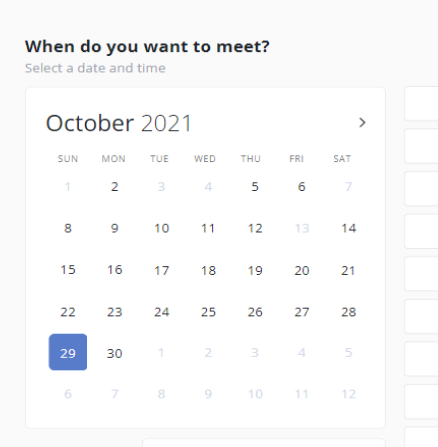 When do you want to meet?
Select a date and time
October 2021
SUN MON TUE WED THU FRI SAT
1 2 3 4 5 6 7
8 9 10 11 12 13 14
15 16 17 18 19 20 21
22 23 24 25 26 27 28
29 30 1 2 3 4 5
6 7 8 9 10 11 12